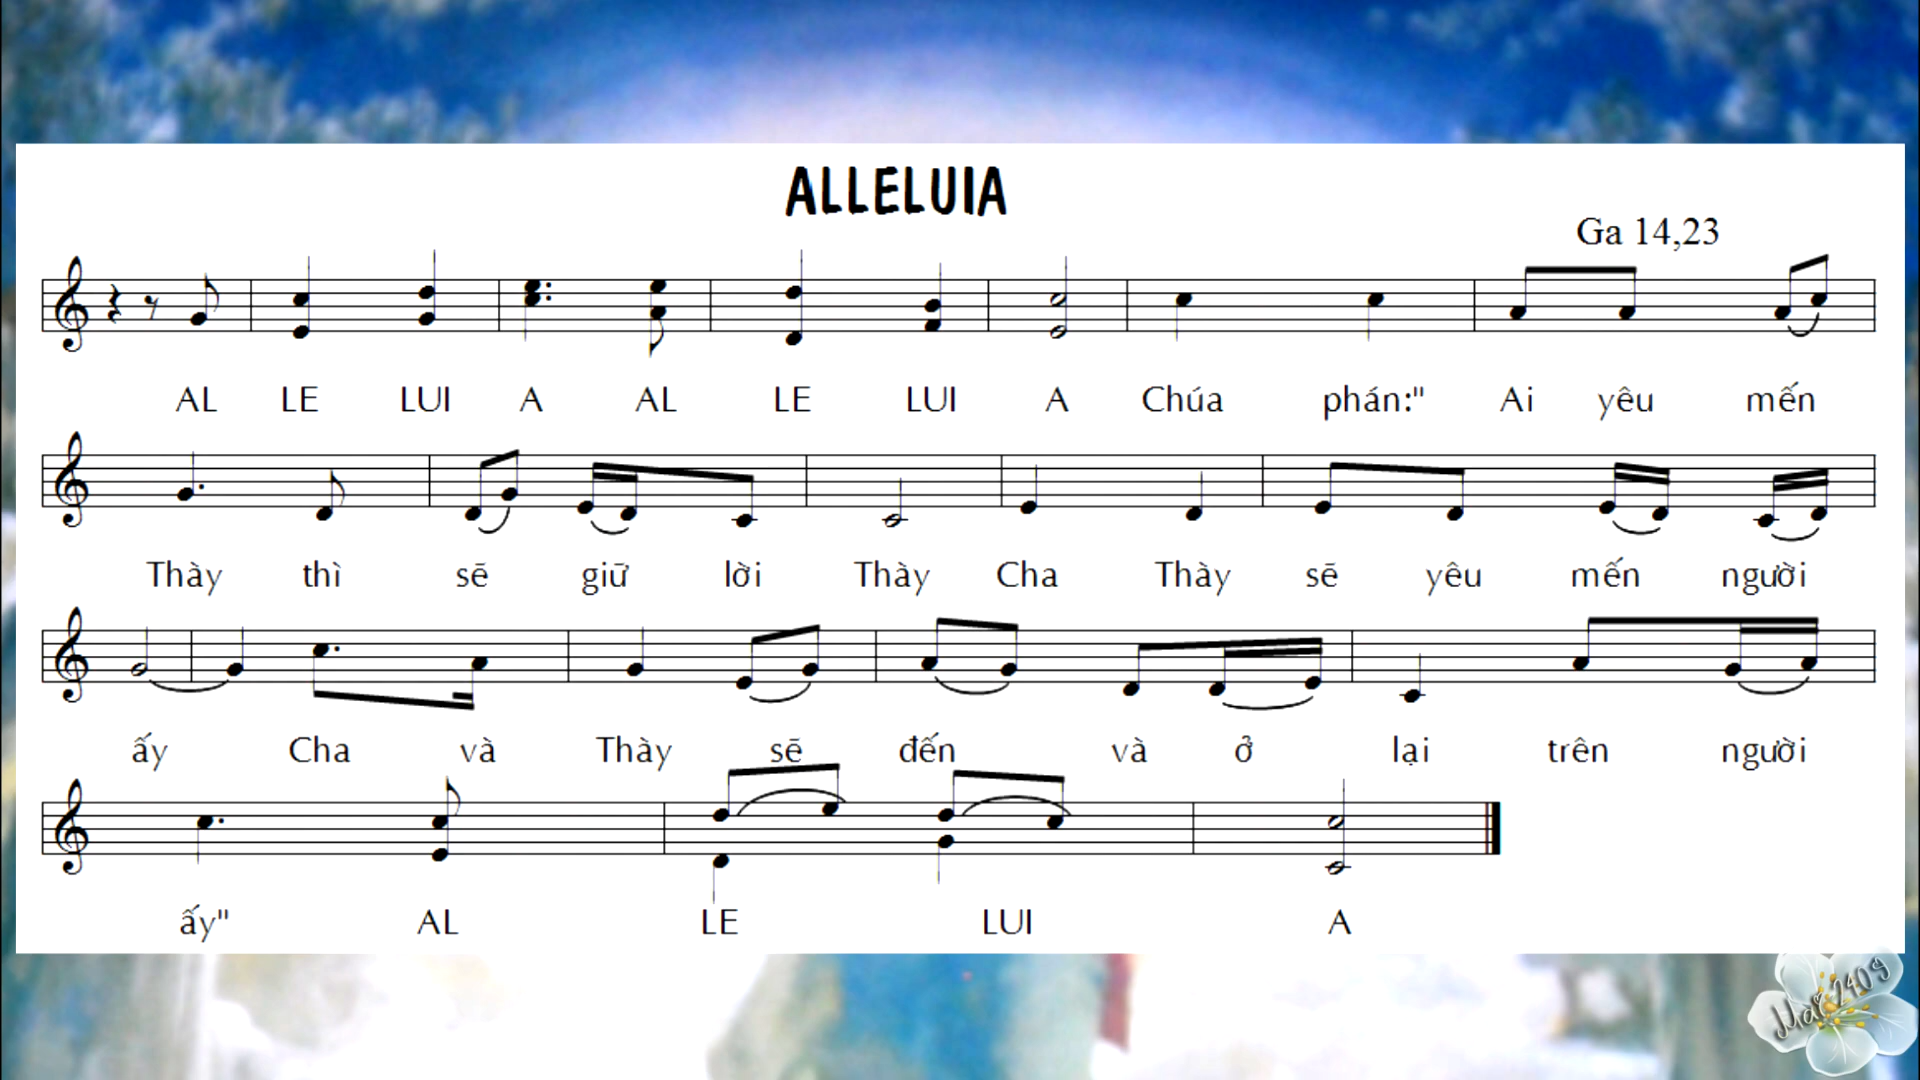 ALLELUIA
Ga 14,23
AL LE LUI A AL LE LUI A Chúa phán:" Ai yêu mến
Thày thì sẽ giữ lời Thày Cha Thày sẽ yêu mến người
ấy Cha và Thày sẽ đến và ở lại trên người
ấy" AL LE LUI A
Mai 2409